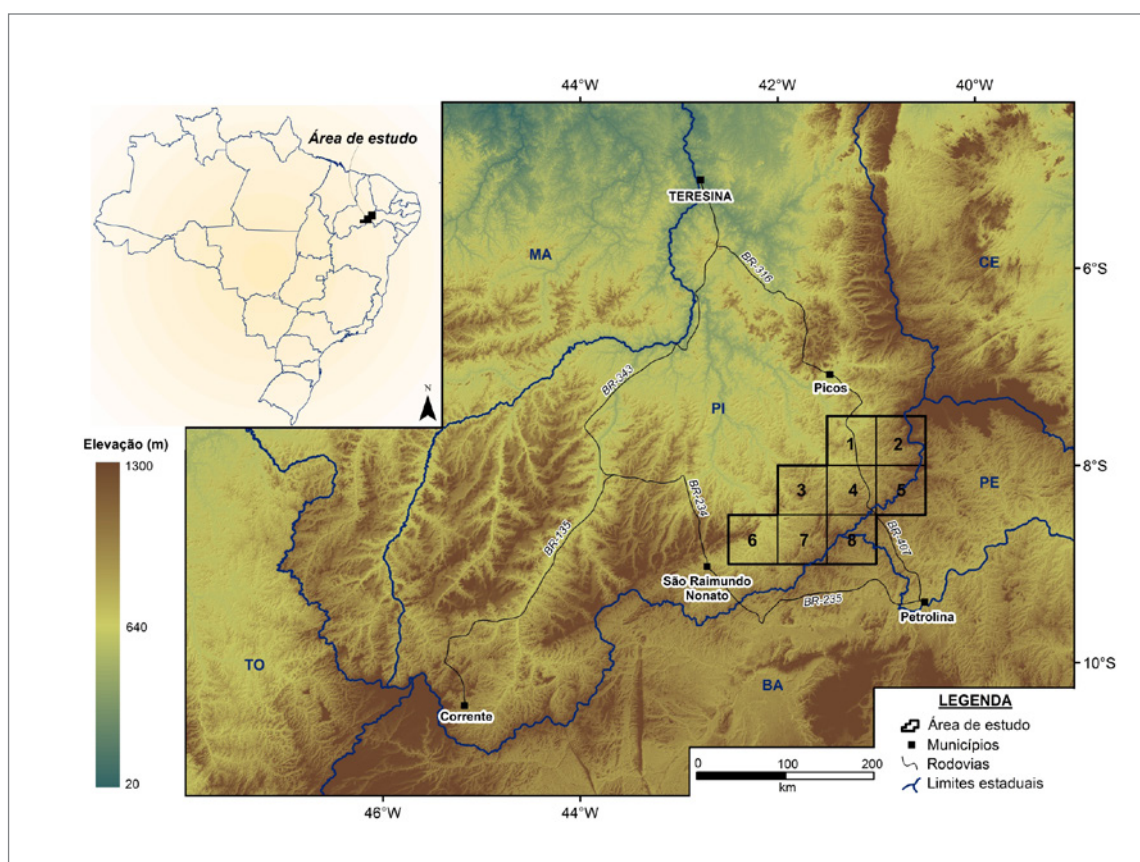 44°W
42°W
40°W
Área de estudo
TERESINA
MA
BR-316
CE
6°S
N
BR-343
Picos
PI
Elevação (m)
1300
640
20
1
2
8°S
3
4
5
PE
BR-234
BR-135
6
7
8
BR-407
São Raimundo
Nonato
BR-235
Petrolina
TO
10°S
BA
Corrente
LEGENDA
Área de estudo
Municípios
Rodovias
Limites estaduais
0
100
200
km
46°W
44°W
42°W